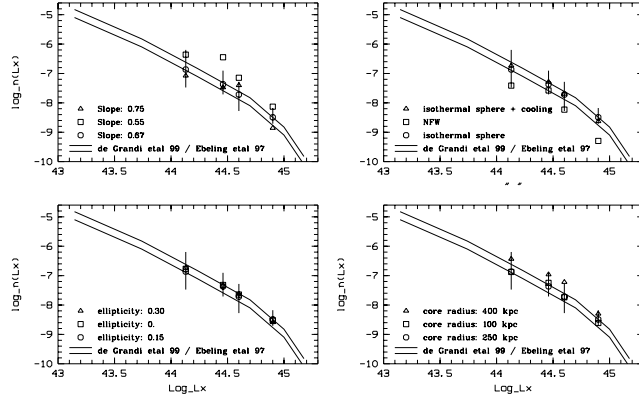 -5
-6
-7
-8
-9
-10
log_n(Lx)
Slope: 0.75
Slope: 0.55
Slope: 0.67
de Grandi etal 99 / Ebeling etal 97
43 43.5 44 44.5 45
-5
-6
-7
-8
-9
-10
log_n(Lx)
isothermal sphere + cooling
NFW
isothermal sphere
de Grandi etal 99 / Ebeling etal 97
43 43.5 44 44.5 45
" "
-5
-6
-7
-8
-9
-10
log_n(Lx)
ellipticity: 0.30
ellipticity: 0.
ellipticity: 0.15
de Grandi etal 99 / Ebeling etal 97
43 43.5 44 44.5 45
Log_Lx
-5
-6
-7
-8
-9
-10
log_n(Lx)
core radius: 400 kpc
core radius: 100 kpc
core radius: 250 kpc
de Grandi etal 99 / Ebeling etal 97
43 43.5 44 44.5 45
Log_Lx